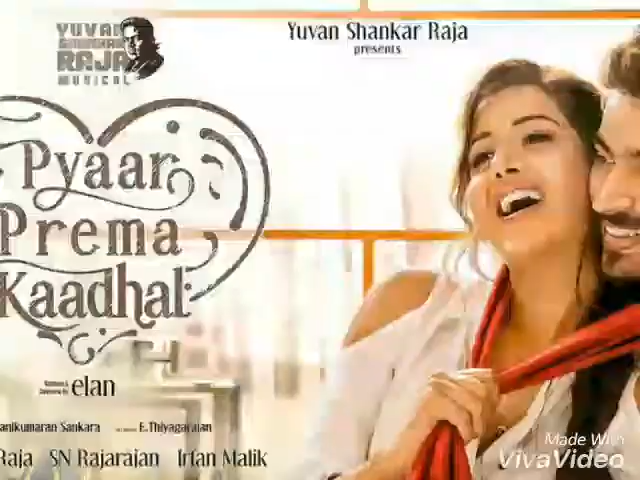 YUVAN
SHANKAR
RAJA
MUSICAL
Yuvan Shankar Raja
presents
Pyaar
Prema
Kaadhal
elan
anikumaran Sankara
E.Thiyagarajan
Raja SN Rajarajan Irfan Malik
Made With
VivaVideo